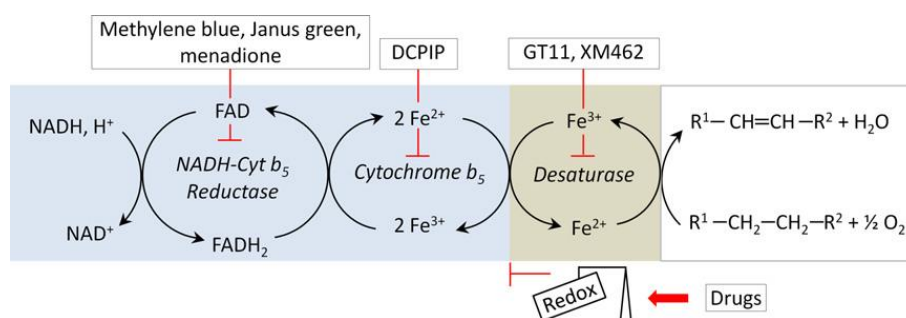 Methylene blue, Janus green,
menadione
DCPIP
GT11, XM462
NADH, H⁺
FAD
2 Fe²⁺
Fe³⁺
R¹ –CH=CH–R² + H₂O
NADH-Cyt b₅
Reductase
Cytochrome b₅
Desaturase
NAD⁺
FADH₂
2 Fe³⁺
Fe²⁺
R¹ –CH₂–CH₂–R² + ½ O₂
Redox
Drugs